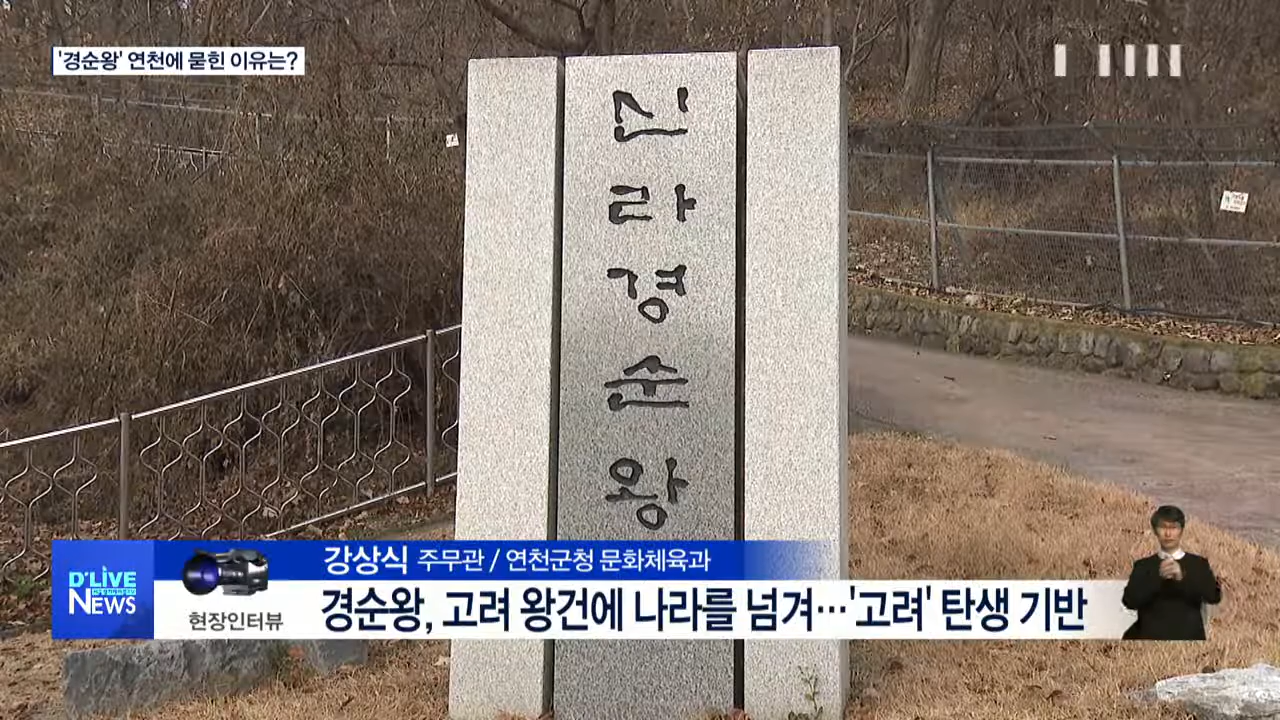 '경순왕' 연천에 묻힌 이유는?
신
라
경
순
왕
강상식 주무관 / 연천군청 문화체육과
D'LIVE
NEWS
현장인터뷰
경순왕, 고려 왕건에 나라를 넘겨…'고려' 탄생 기반